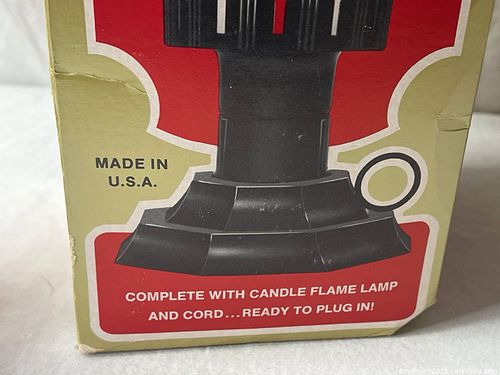 MADE IN
U.S.A.
COMPLETE WITH CANDLE FLAME LAMP
AND CORD...READY TO PLUG IN!